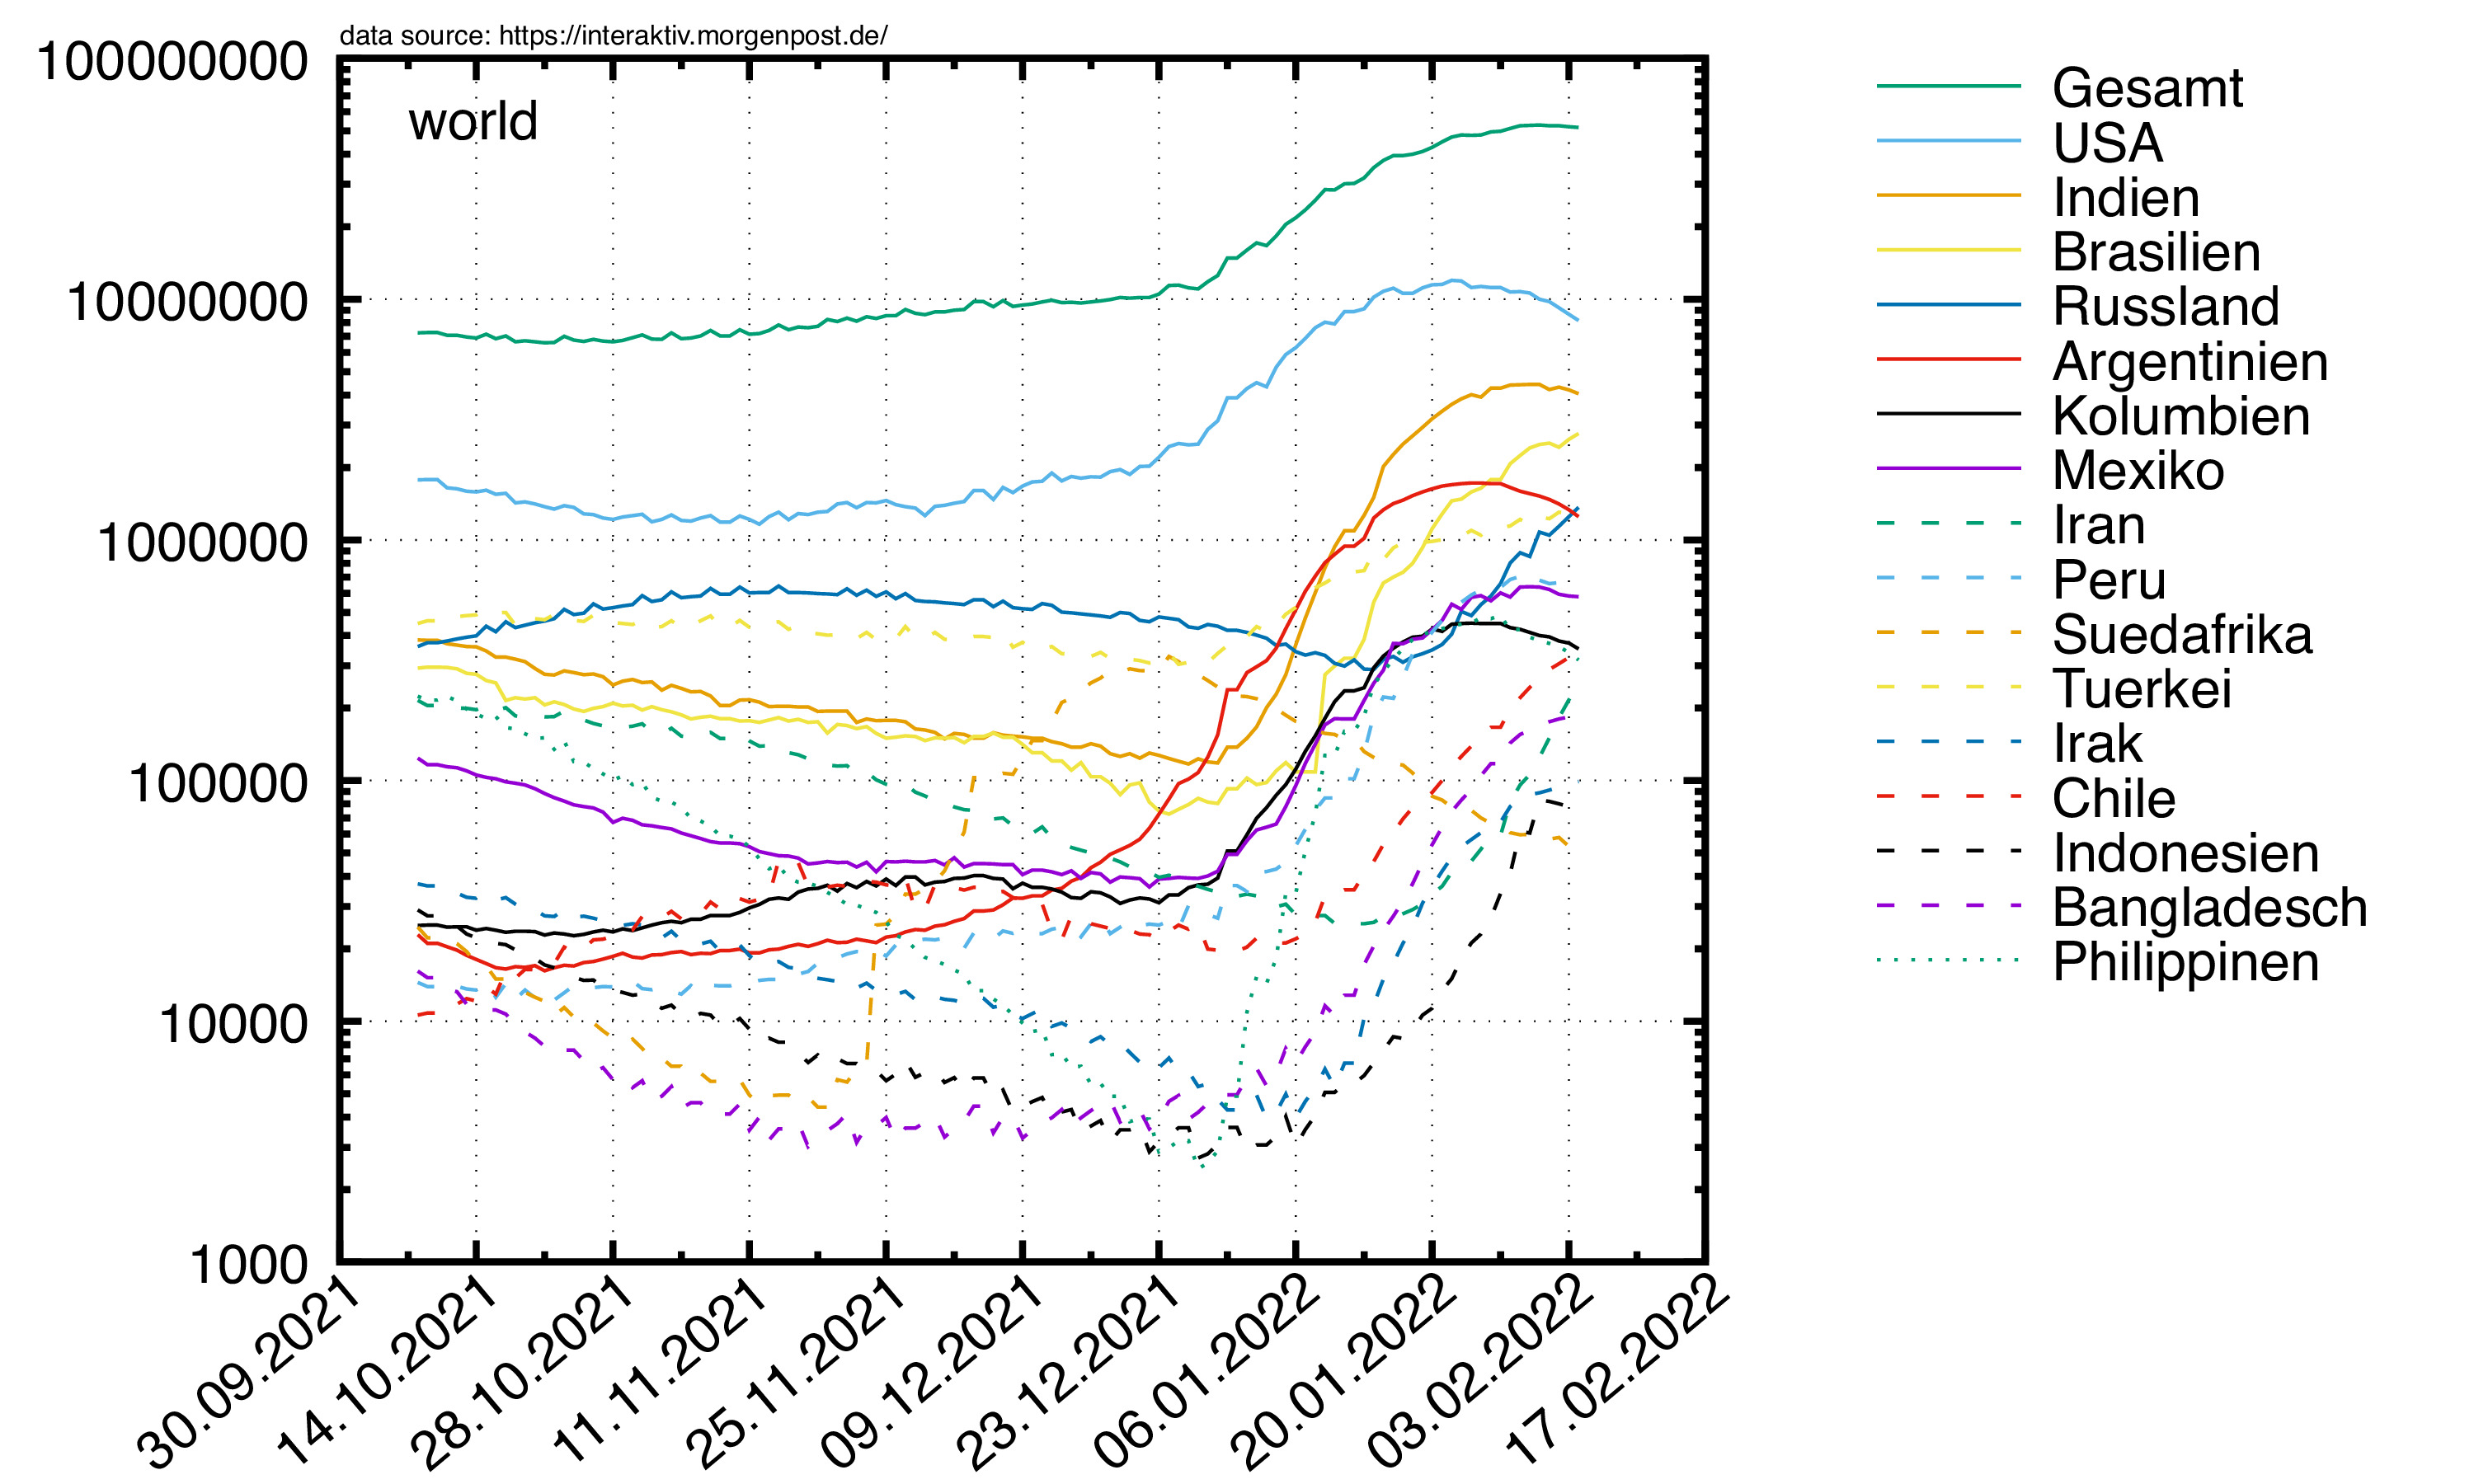 data source: https://interaktiv.morgenpost.de/
world
100000000
10000000
1000000
100000
10000
1000
30.09.2021
14.10.2021
28.10.2021
11.11.2021
25.11.2021
09.12.2021
23.12.2021
06.01.2022
20.01.2022
03.02.2022
17.02.2022
Gesamt
USA
Indien
Brasilien
Russland
Argentinien
Kolumbien
Mexiko
Iran
Peru
Suedafrika
Tuerkei
Irak
Chile
Indonesien
Bangladesch
Philippinen